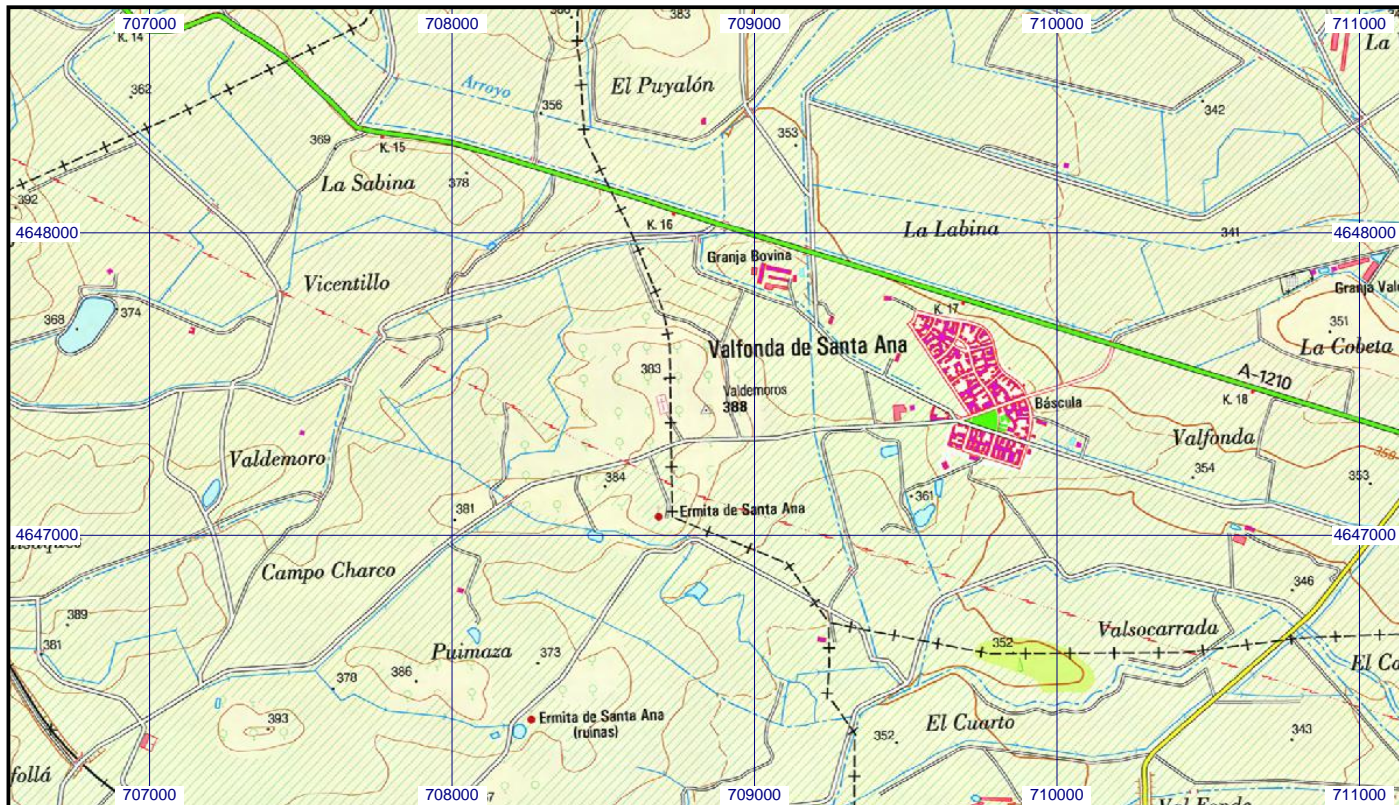 707000
708000
709000
710000
711000
K. 14
386
383
La
362
Arroyo
356
El Puyalón
342
353
369
K. 15
La Sabina
378
392
K. 16
La Labina
341
4648000
4648000
Granja Bovina
Vicentillo
368
374
K. 17
351
La Cobeta
Valfonda de Santa Ana
383
Valdemoros
388
A-1210
K. 18
Báscula
Valfonda
Valdemoro
384
354
353
381
361
Ermita de Santa Ana
4647000
4647000
Campo Charco
346
389
381
352
Valsocarrada
Puimaza
373
386
378
El Cuarto
393
Ermita de Santa Ana
(ruinas)
352
343
follá
707000
708000
709000
710000
711000